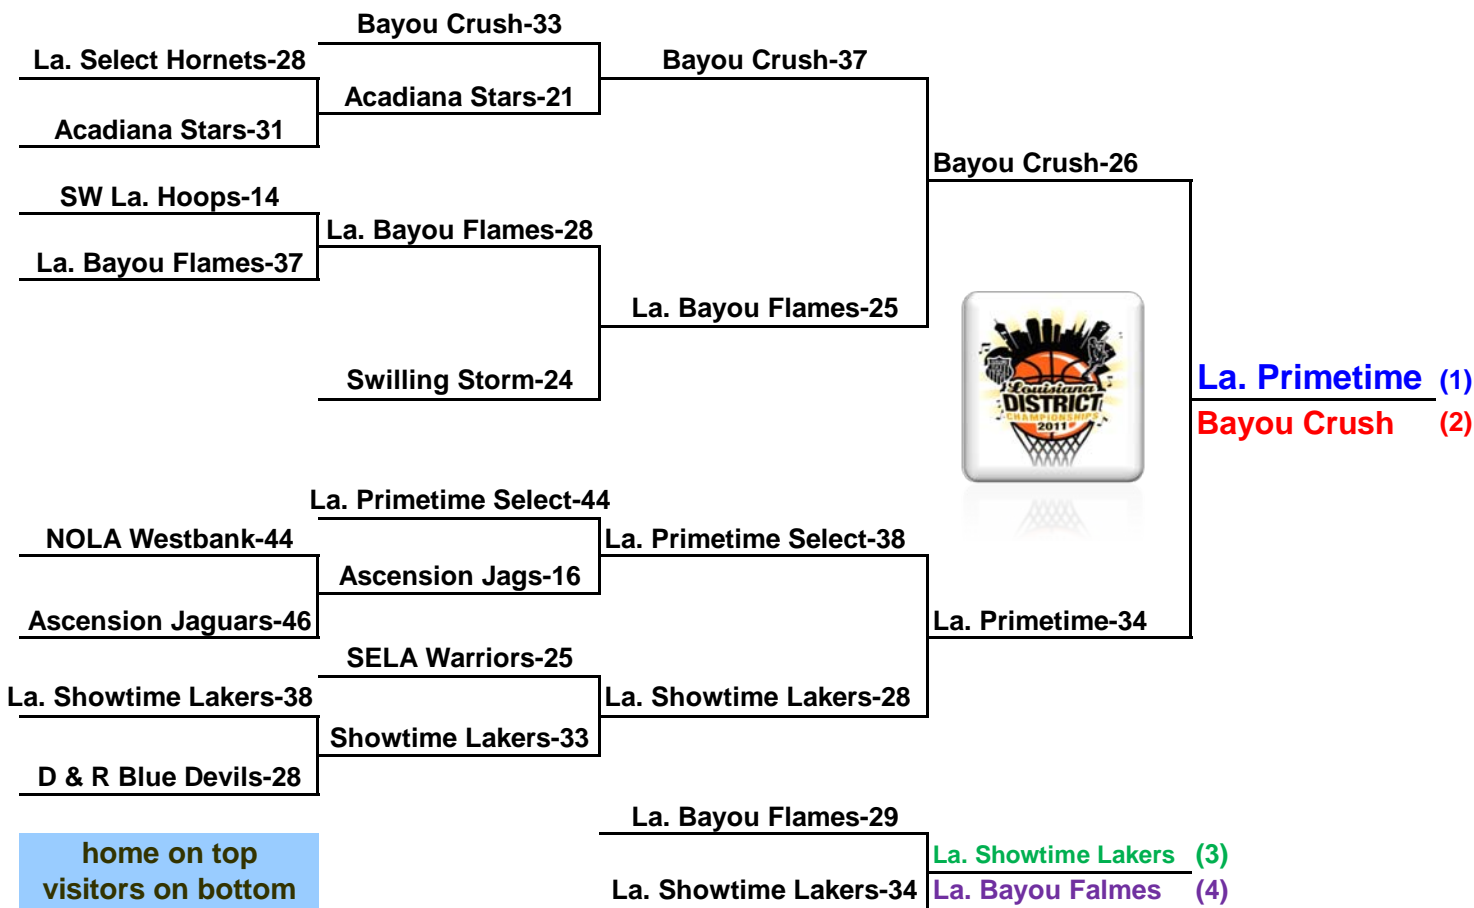 Bayou Crush-33
La. Select Hornets-28
Bayou Crush-37
Acadiana Stars-21
Acadiana Stars-31
Bayou Crush-26
SW La. Hoops-14
La. Bayou Flames-28
La. Bayou Flames-37
La. Bayou Flames-25
Swilling Storm-24
Louisiana
DISTRICT
CHAMPIONSHIPS
2011
La. Primetime (1)
Bayou Crush (2)
La. Primetime Select-44
NOLA Westbank-44
La. Primetime Select-38
Ascension Jags-16
Ascension Jaguars-46
La. Primetime-34
SELA Warriors-25
La. Showtime Lakers-38
La. Showtime Lakers-28
Showtime Lakers-33
D & R Blue Devils-28
La. Bayou Flames-29
home on top
visitors on bottom
La. Showtime Lakers (3)
La. Showtime Lakers-34
La. Bayou Falmes (4)